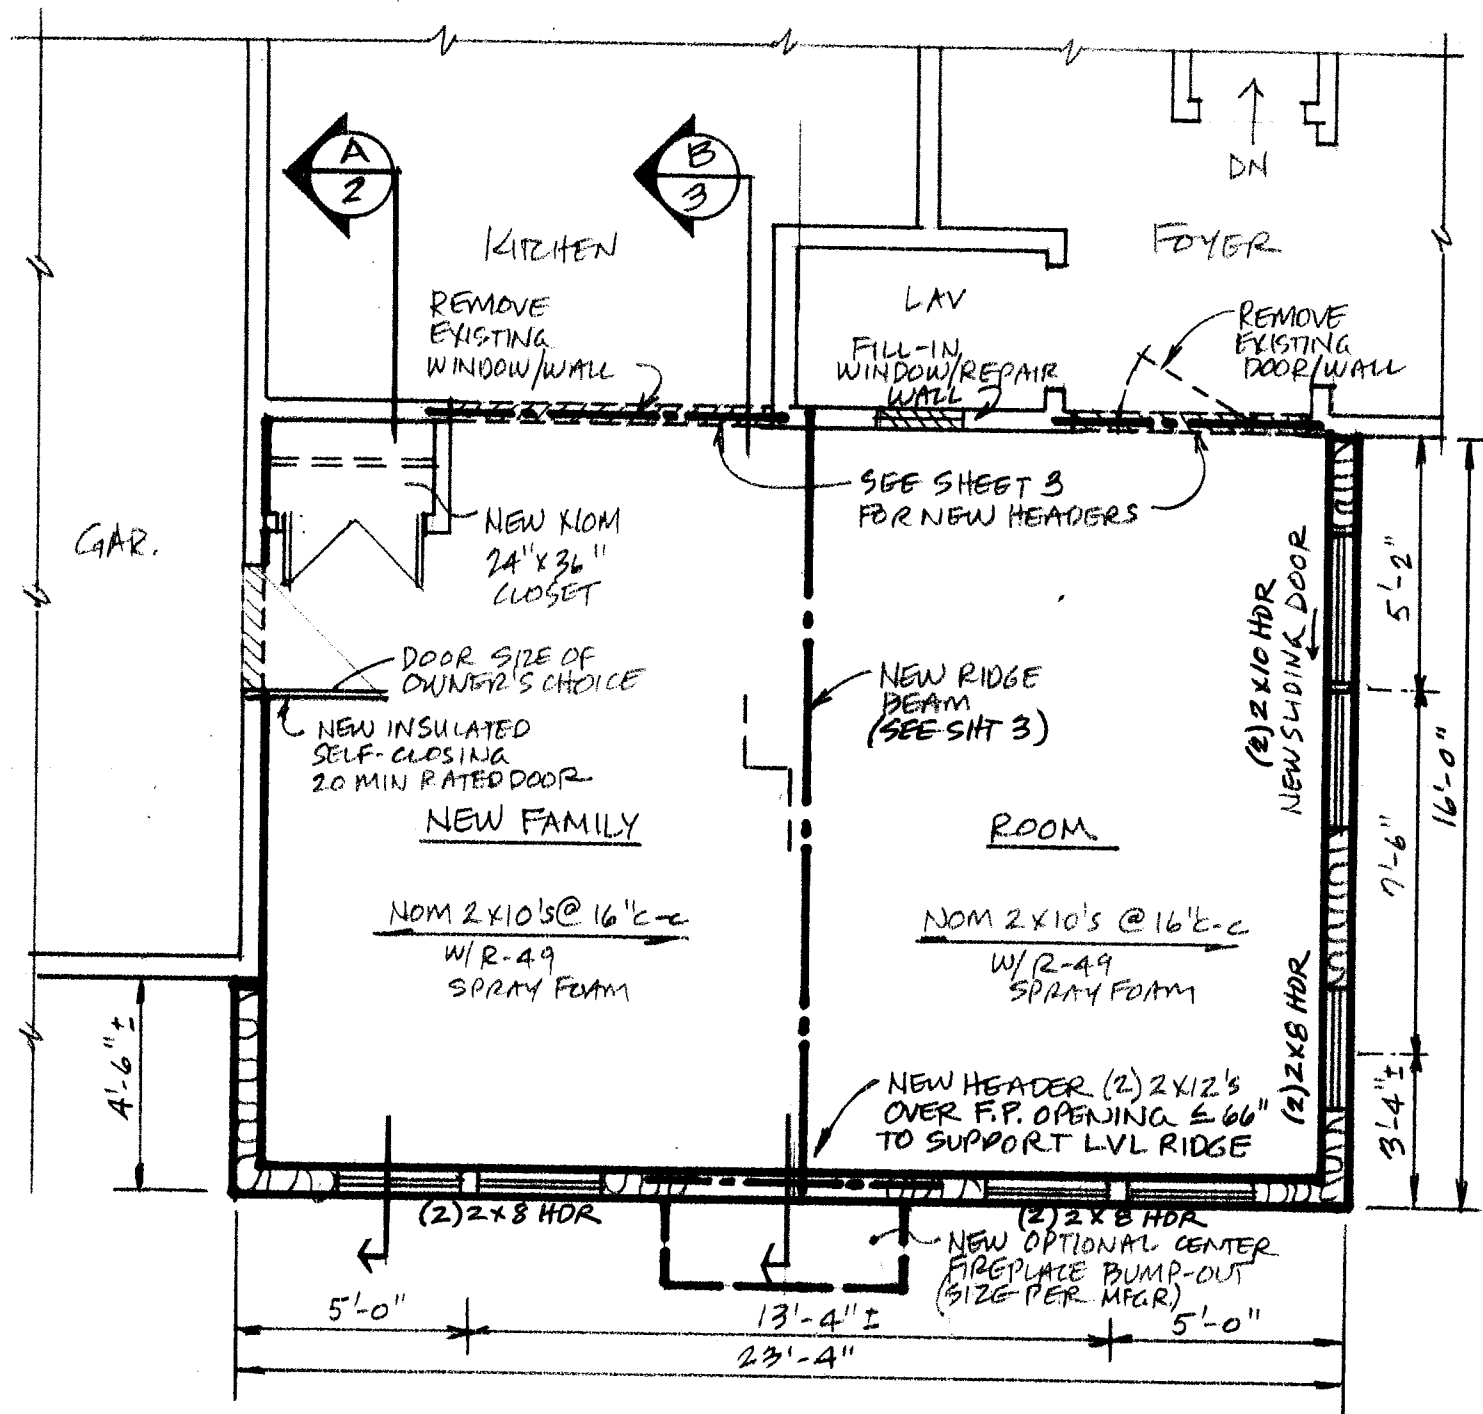 A
2
B
3
DN
KITCHEN
FOYER
LAV
REMOVE
EXISTING
WINDOW/WALL
FILL-IN
WINDOW/REPAIR
WALL
REMOVE
EXISTING
DOOR/WALL
SEE SHEET 3
FOR NEW HEADERS
GAR.
NEW NOM
24" X 36"
CLOSET
DOOR SIZE OF
OWNER'S CHOICE
NEW INSULATED
SELF-CLOSING
20 MIN RATED DOOR
NEW RIDGE
BEAM
(SEE SHT 3)
(2) 2X10 HDR
NEW SLIDING DOOR
5'-2"
16'-0"
7'-6"
NEW FAMILY
ROOM
NOM 2X10'S @ 16"C-C
W/R-49
SPRAY FOAM
NOM 2X10'S @ 16"C-C
W/R-49
SPRAY FOAM
(2) 2X8 HDR
4'-6"±
3'-4"±
NEW HEADER (2) 2X12'S
OVER F.P. OPENING ≤ 66"
TO SUPPORT LVL RIDGE
(2) 2X8 HDR
(2) 2X8 HDR
NEW OPTIONAL CENTER
FIREPLACE BUMP-OUT
(SIZE PER MFGR.)
5'-0"
13'-4"±
5'-0"
23'-4"